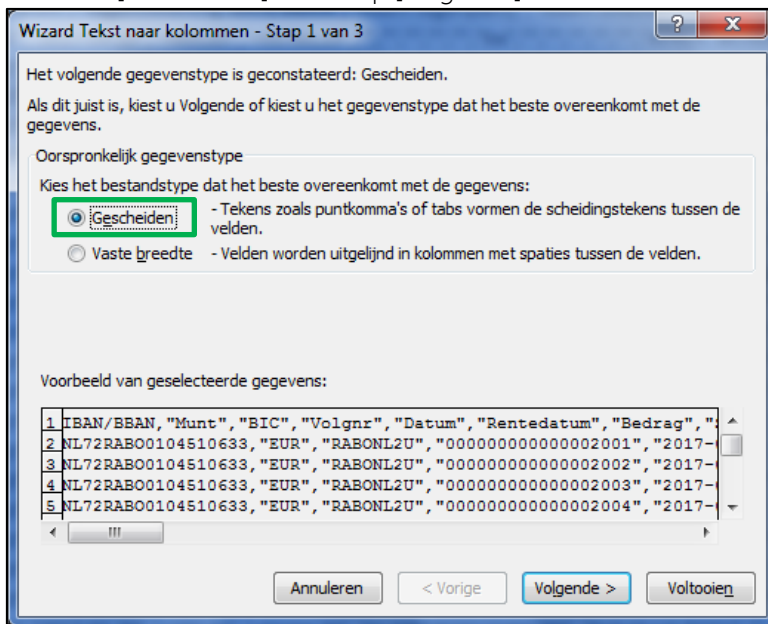 Wizard Tekst naar kolommen - Stap 1 van 3
Het volgende gegevenstype is geconstateerd: Gescheiden.
Als dit juist is, kiest u Volgende of kiest u het gegevenstype dat het beste overeenkomt met de
gegevens.
Oorspronkelijk gegevenstype
Kies het bestandstype dat het beste overeenkomt met de gegevens:
Gescheiden - Tekens zoals puntkomma's of tabs vormen de scheidingstekens tussen de
velden.
Vaste breedte - Velden worden uitgelijnd in kolommen met spaties tussen de velden.
Voorbeeld van geselecteerde gegevens:
1 IBAN/BBAN,"Munt","BIC","Volgnr","Datum","Rentedatum","Bedrag","
2 NL72RABO0104510633,"EUR","RABONL2U","000000000000002001","2017-
3 NL72RABO0104510633,"EUR","RABONL2U","000000000000002002","2017-
4 NL72RABO0104510633,"EUR","RABONL2U","000000000000002003","2017-
5 NL72RABO0104510633,"EUR","RABONL2U","000000000000002004","2017-
Annuleren < Vorige Volgende > Voltooien